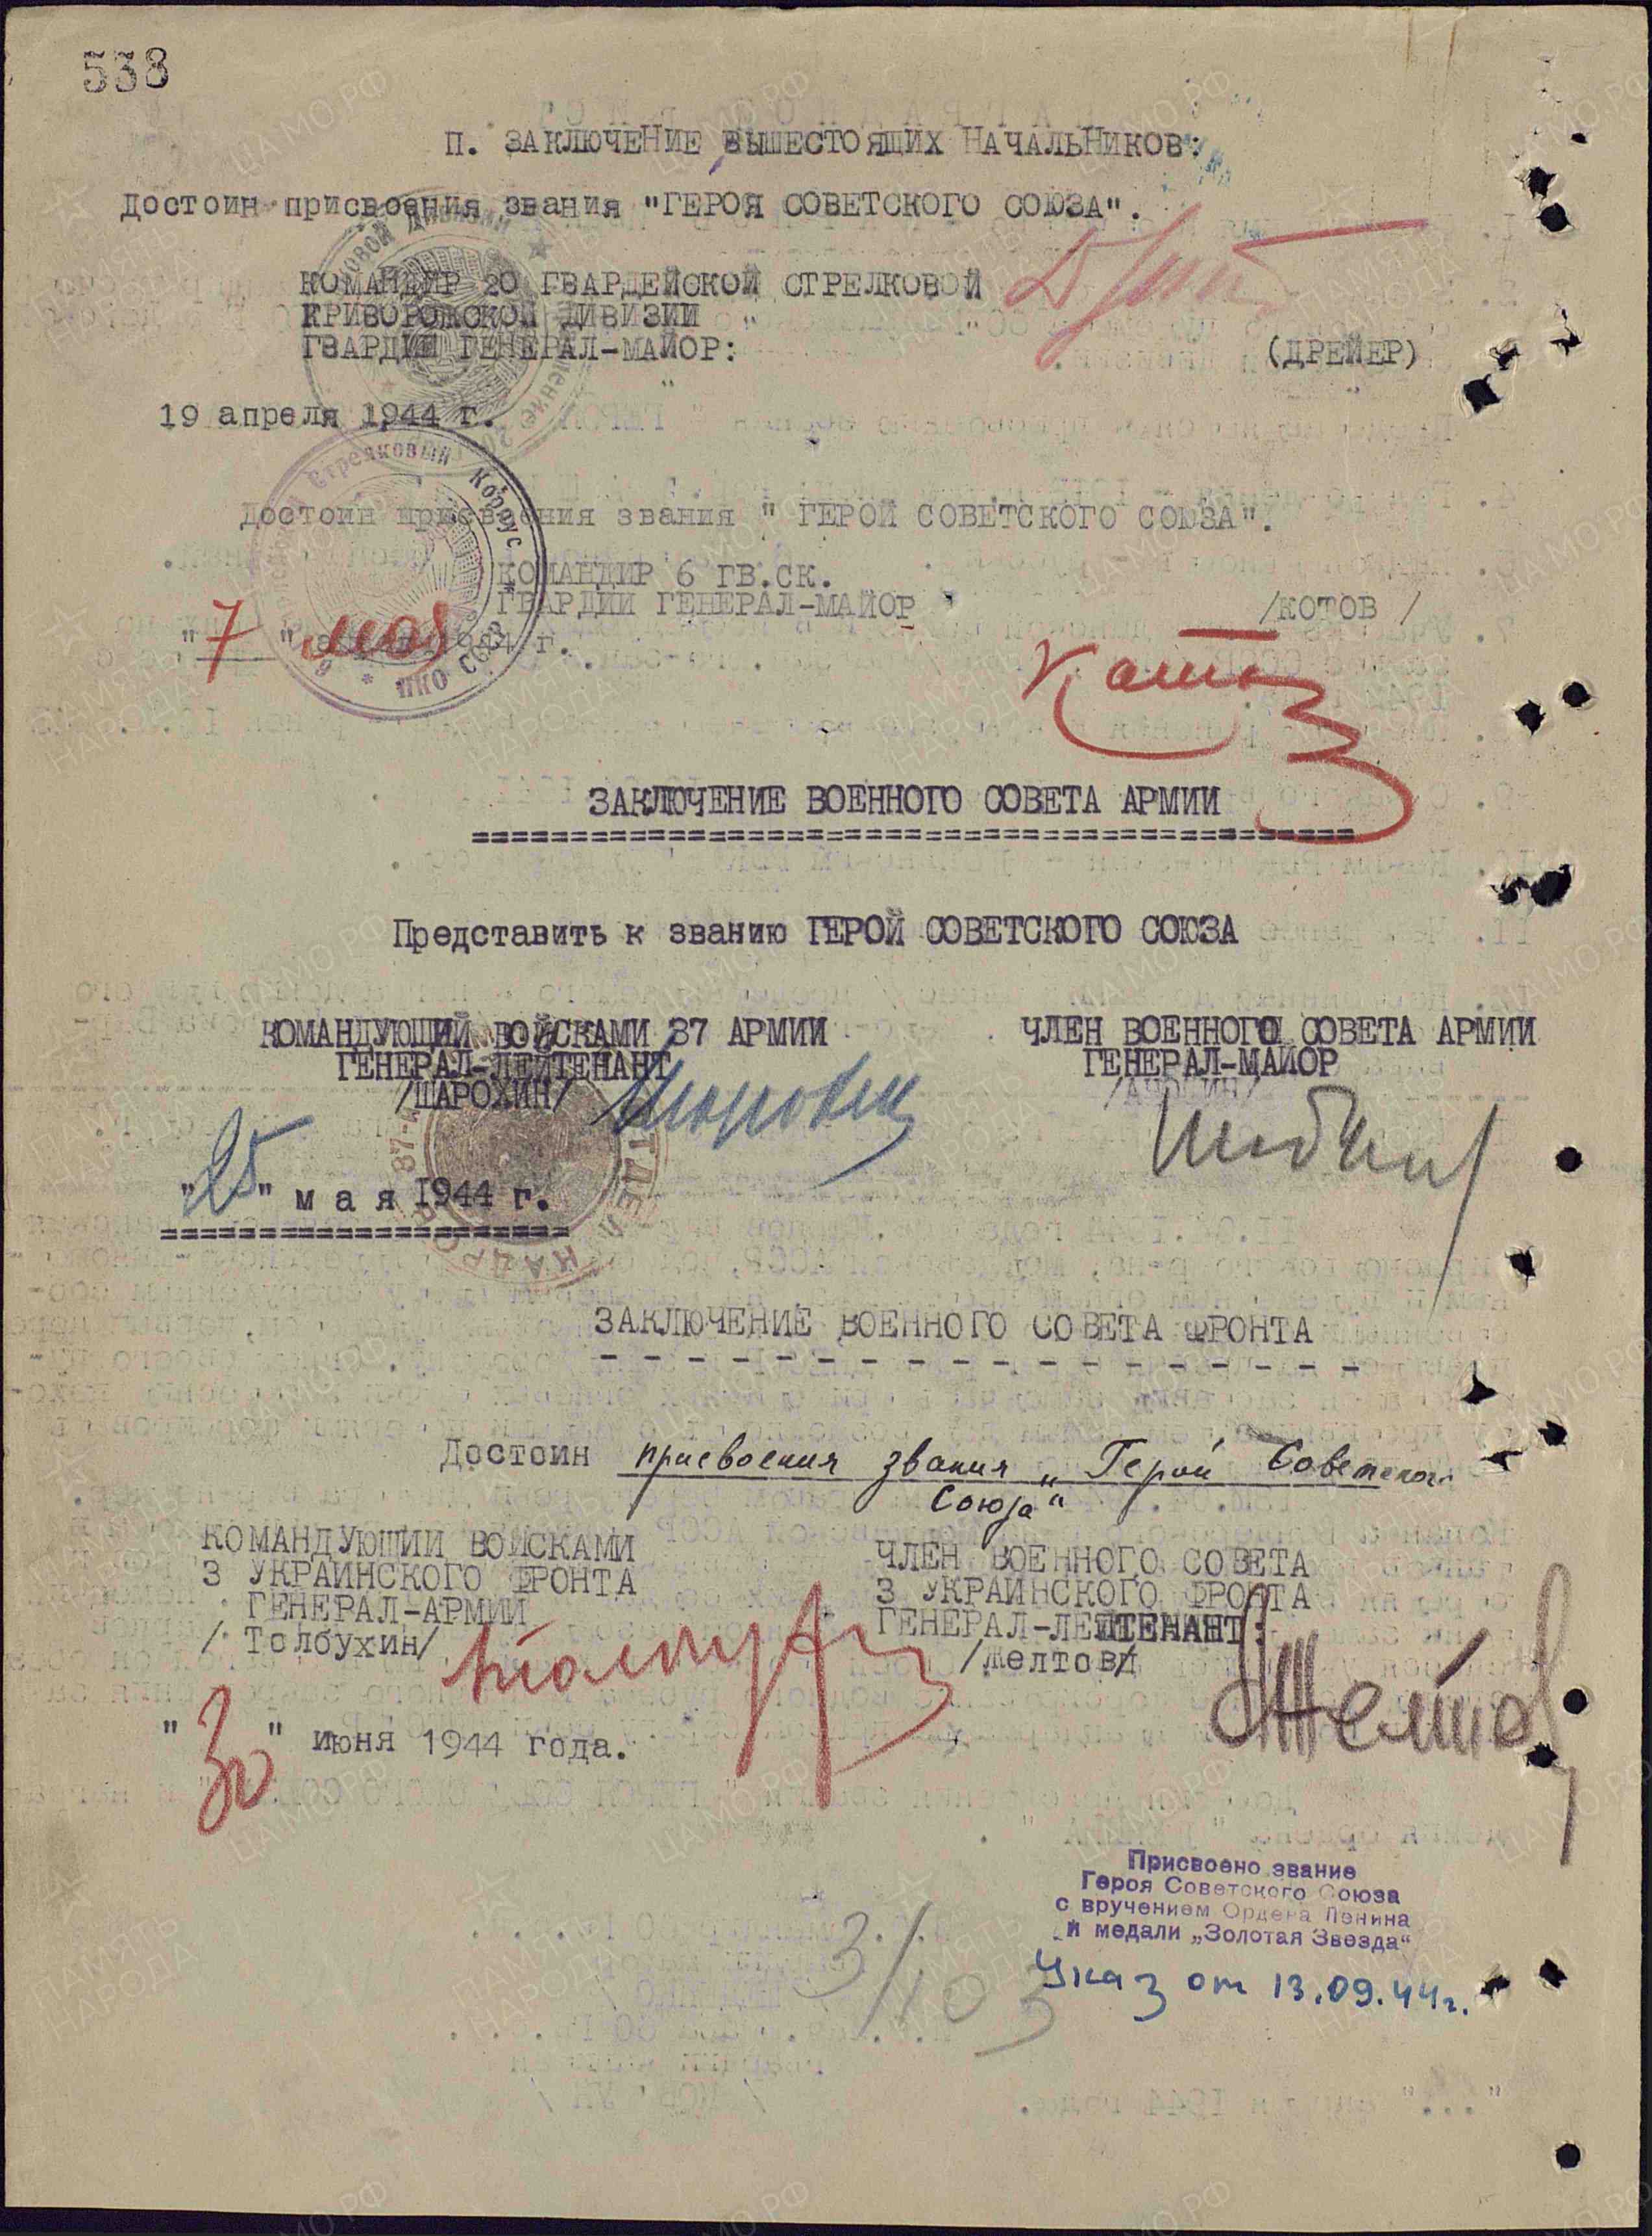 538
П. ЗАКЛЮЧЕНИЕ ВЫШЕСТОЯЩИХ НАЧАЛЬНИКОВ:
Достоин присвоения звания "ГЕРОЯ СОВЕТСКОГО СОЮЗА".
КОМАНДИР 20 ГВАРДЕЙСКОЙ СТРЕЛКОВОЙ
КРИВОРОЖСКОЙ ДИВИЗИИ
ГВАРДИИ ГЕНЕРАЛ-МАЙОР:
(ДРЕЙЕР)
19 апреля 1944 г.
Достоин присвоения звания " ГЕРОЙ СОВЕТСКОГО СОЮЗА".
КОМАНДИР 6 ГВ.СК.
ГВАРДИИ ГЕНЕРАЛ-МАЙОР
/КОТОВ /
"7" мая 1944 г.
Котов
ЗАКЛЮЧЕНИЕ ВОЕННОГО СОВЕТА АРМИИ
Представить к званию ГЕРОЙ СОВЕТСКОГО СОЮЗА
КОМАНДУЮЩИЙ ВОЙСКАМИ 37 АРМИИ
ГЕНЕРАЛ-ЛЕЙТЕНАНТ
/ШАРОХИН/
ЧЛЕН ВОЕННОГО СОВЕТА АРМИИ
ГЕНЕРАЛ-МАЙОР
"25" мая 1944 г.
ЗАКЛЮЧЕНИЕ ВОЕННОГО СОВЕТА ФРОНТА
Достоин присвоения звания „Герой Советского
Союза"
КОМАНДУЮЩИЙ ВОЙСКАМИ
3 УКРАИНСКОГО ФРОНТА
ГЕНЕРАЛ-АРМИИ
/ Толбухин/
ЧЛЕН ВОЕННОГО СОВЕТА
3 УКРАИНСКОГО ФРОНТА
ГЕНЕРАЛ-ЛЕЙТЕНАНТ:
/Желтов/
Желтов
"30" июня 1944 года.
Присвоено звание
Героя Советского Союза
с вручением Ордена Ленина
и медали „Золотая Звезда"
Указ от 13.09.44г.
3/103